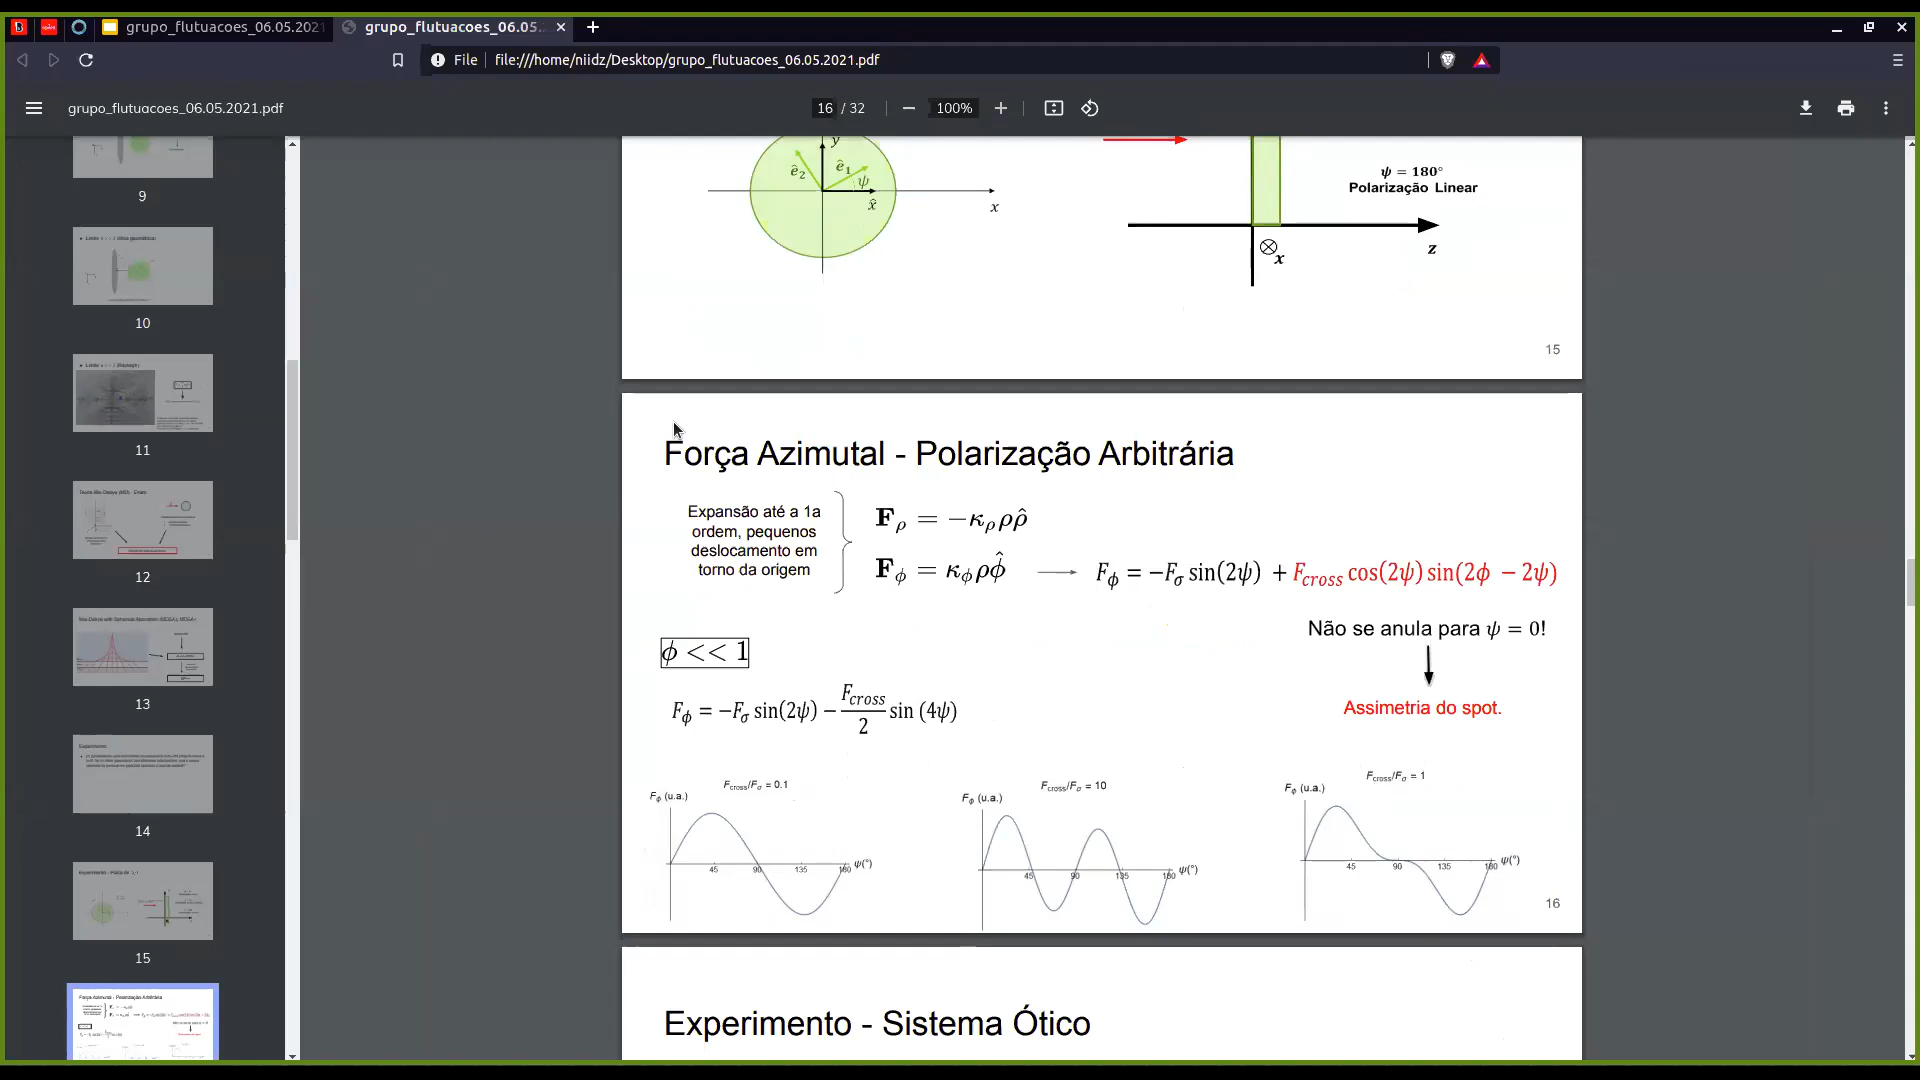 grupo_flutuacoes_06.05.2021
grupo_flutuacoes_06.05.
File
file:///home/niidz/Desktop/grupo_flutuacoes_06.05.2021.pdf
grupo_flutuacoes_06.05.2021.pdf
16 / 32
100%
9
10
11
12
13
14
15
y
ê₂
ê₁
ψ
x̂
x
ψ = 180°
Polarização Linear
z
x
15
Força Azimutal - Polarização Arbitrária
Expansão até a 1a
ordem, pequenos
deslocamento em
torno da origem
F_ρ = −κ_ρ ρρ̂
F_ϕ = κ_ϕ ρϕ̂
F_ϕ = −F_σ sin(2ψ) + F_cross cos(2ψ) sin(2ϕ − 2ψ)
Não se anula para ψ = 0!
ϕ << 1
F_ϕ = −F_σ sin(2ψ) − F_cross/2 sin (4ψ)
Assimetria do spot.
F_cross/F_σ = 0.1
F_ϕ (u.a.)
45 90 135 180 ψ(°)
F_cross/F_σ = 10
F_ϕ (u.a.)
45 90 135 180 ψ(°)
F_cross/F_σ = 1
F_ϕ (u.a.)
45 90 135 180 ψ(°)
16
Experimento - Sistema Ótico